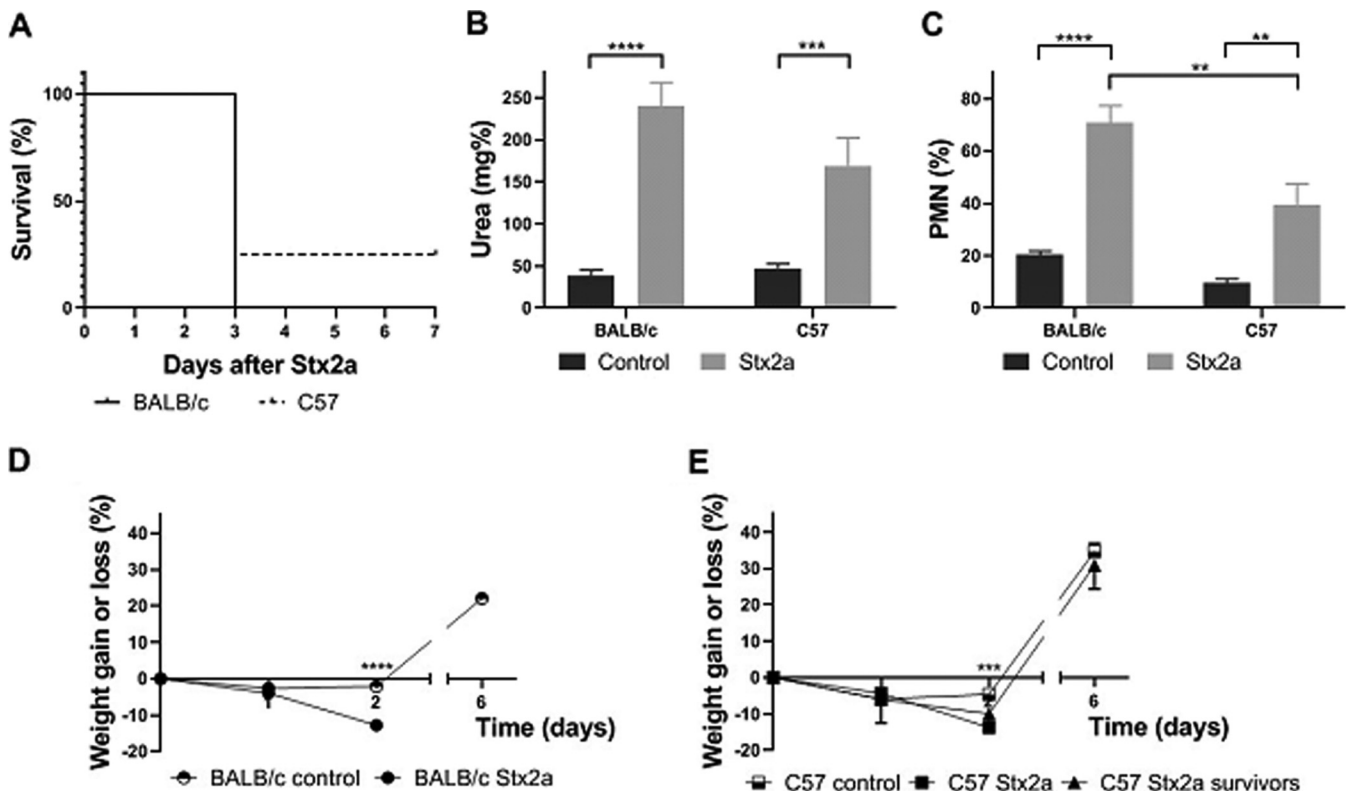 A
Survival (%)
100
50
0
0 1 2 3 4 5 6 7
Days after Stx2a
BALB/c C57
B
Urea (mg%)
**** ***
250
200
150
100
50
0
BALB/c C57
Control Stx2a
C
PMN (%)
**** **
**
80
60
40
20
0
BALB/c C57
Control Stx2a
D
Weight gain or loss (%)
40
30
20
10
0
-10
-20
****
2 6
Time (days)
BALB/c control BALB/c Stx2a
E
Weight gain or loss (%)
40
30
20
10
0
-10
-20
***
6
Time (days)
C57 control C57 Stx2a C57 Stx2a survivors